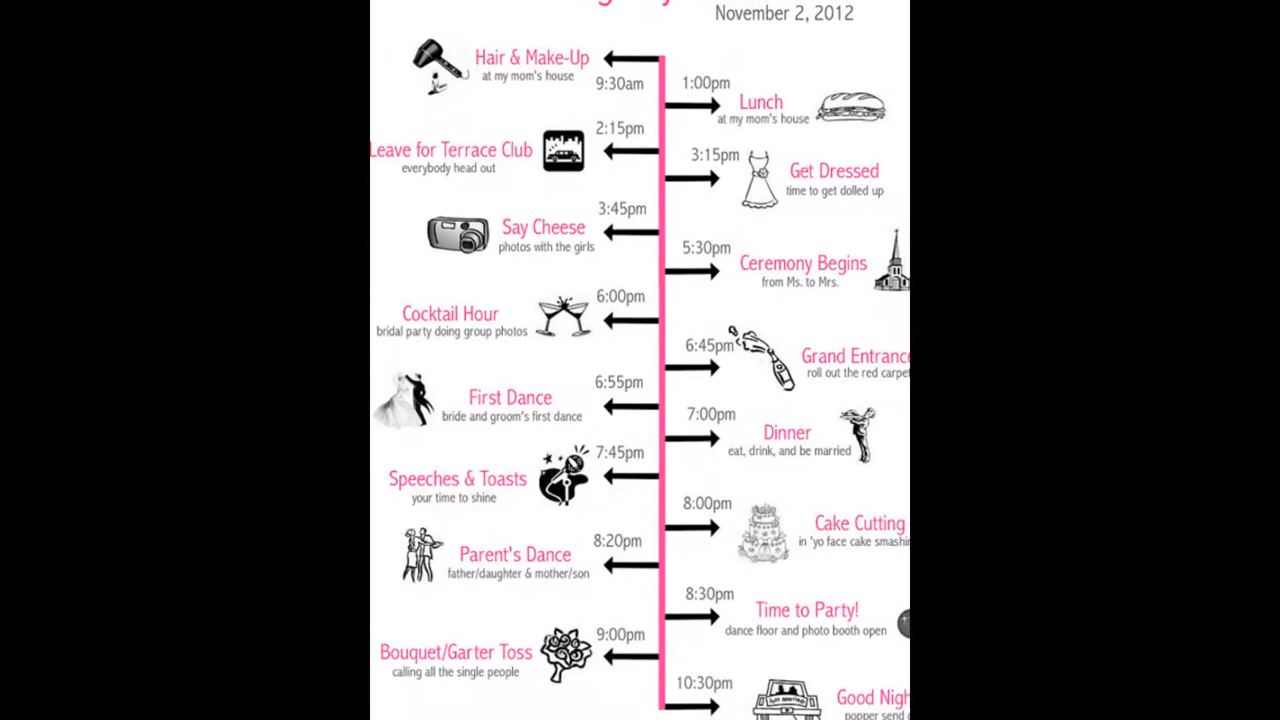 November 2, 2012
Hair & Make-Up
at my mom's house
9:30am
1:00pm
Lunch
at my mom's house
2:15pm
Leave for Terrace Club
everybody head out
3:15pm
Get Dressed
time to get dolled up
3:45pm
Say Cheese
photos with the girls
5:30pm
Ceremony Begins
from Ms. to Mrs.
6:00pm
Cocktail Hour
bridal party doing group photos
6:45pm
Grand Entrance
roll out the red carpet
6:55pm
First Dance
bride and groom's first dance
7:00pm
Dinner
eat, drink, and be married
7:45pm
Speeches & Toasts
your time to shine
8:00pm
Cake Cutting
in 'yo face cake smashin
8:20pm
Parent's Dance
father/daughter & mother/son
8:30pm
Time to Party!
dance floor and photo booth open
9:00pm
Bouquet/Garter Toss
calling all the single people
10:30pm
Good Nigh
popper send